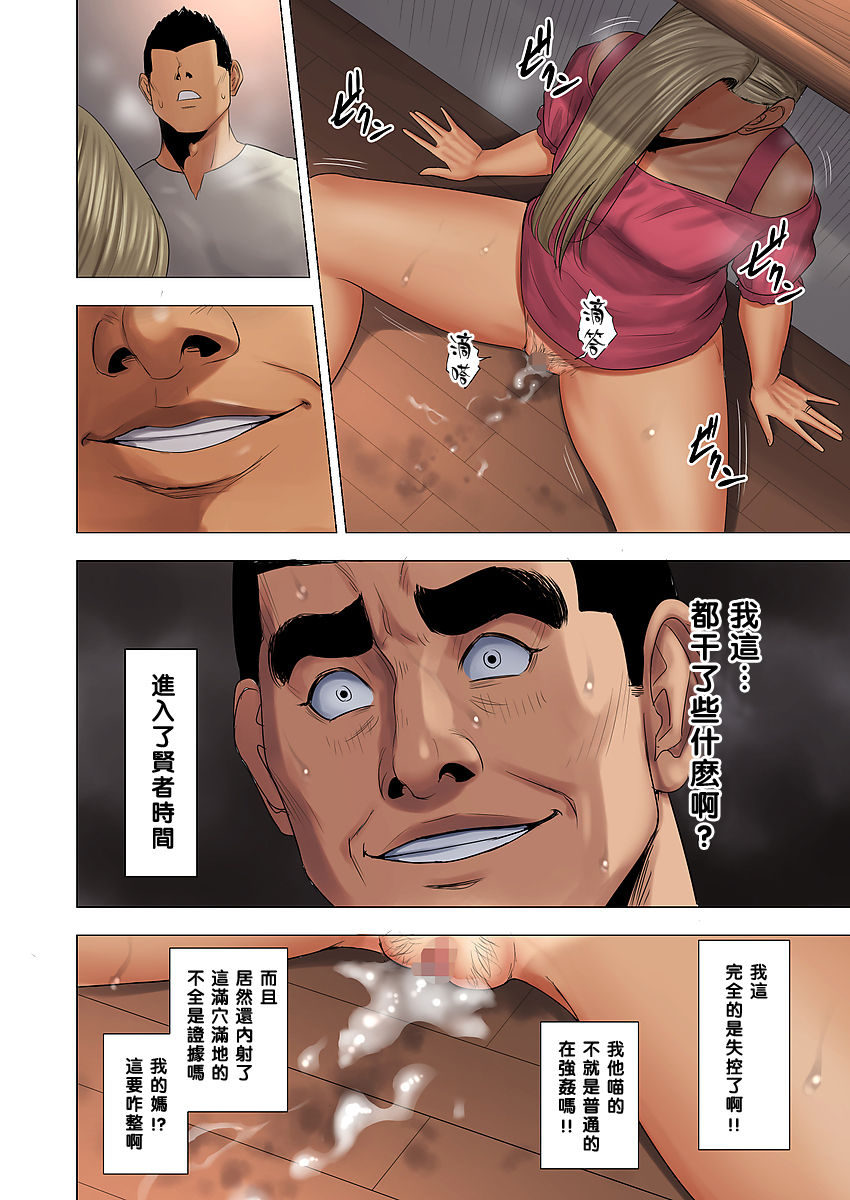 ビクン
ビクン
ビクン
ビクン
滴答
滴嗒
我這…
都干了些什麽啊?
進入了賢者時間
我這
完全的是失控了啊!!
我他喵的
不就是普通的
在強姦嗎!!
而且
居然還内射了
這滿穴滿地的
不全是證據嗎
我的媽!?
這要咋整啊